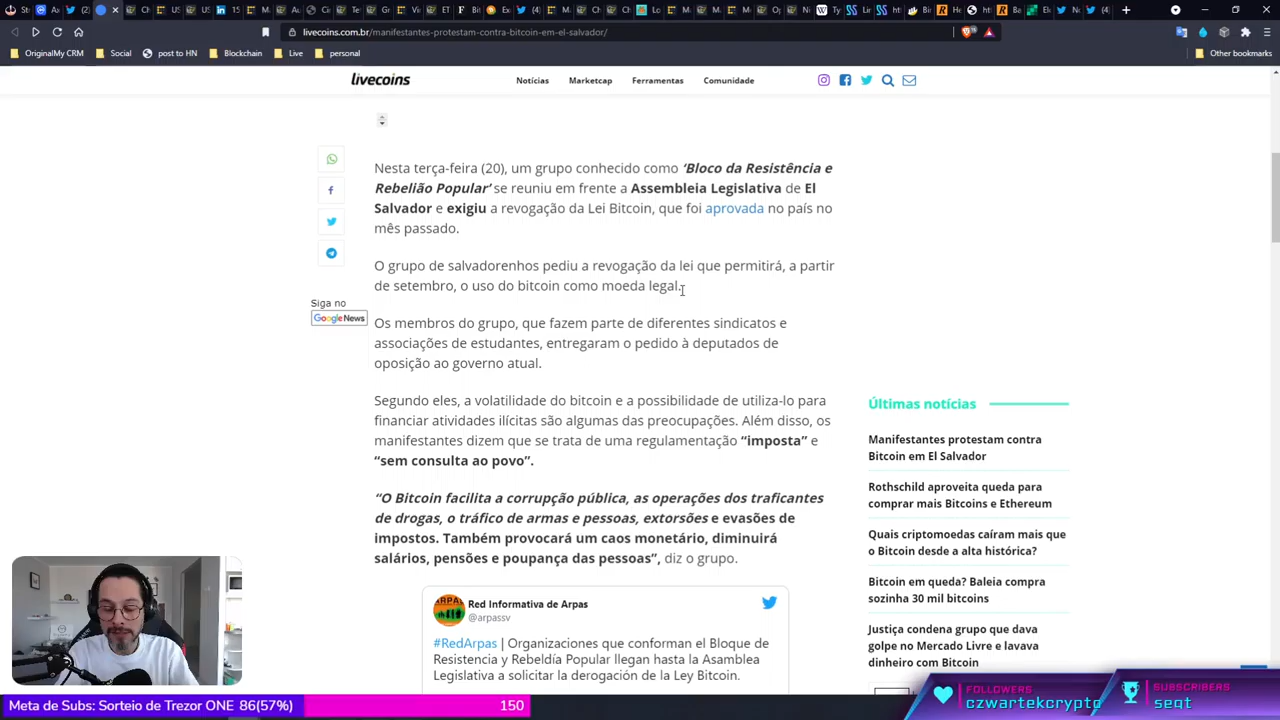 livecoins.com.br/manifestantes-protestam-contra-bitcoin-em-el-salvador/
OriginalMy CRM
Social
post to HN
Blockchain
Live
personal
Other bookmarks
livecoins
Notícias
Marketcap
Ferramentas
Comunidade
Nesta terça-feira (20), um grupo conhecido como ‘Bloco da Resistência e
Rebelião Popular’ se reuniu em frente a Assembleia Legislativa de El
Salvador e exigiu a revogação da Lei Bitcoin, que foi aprovada no país no
mês passado.
O grupo de salvadorenhos pediu a revogação da lei que permitirá, a partir
de setembro, o uso do bitcoin como moeda legal.
Siga no
Google News
Os membros do grupo, que fazem parte de diferentes sindicatos e
associações de estudantes, entregaram o pedido à deputados de
oposição ao governo atual.
Segundo eles, a volatilidade do bitcoin e a possibilidade de utiliza-lo para
financiar atividades ilícitas são algumas das preocupações. Além disso, os
manifestantes dizem que se trata de uma regulamentação “imposta” e
“sem consulta ao povo”.
“O Bitcoin facilita a corrupção pública, as operações dos traficantes
de drogas, o tráfico de armas e pessoas, extorsões e evasões de
impostos. Também provocará um caos monetário, diminuirá
salários, pensões e poupança das pessoas”, diz o grupo.
Red Informativa de Arpas
@arpassv
#RedArpas | Organizaciones que conforman el Bloque de
Resistencia y Rebeldía Popular llegan hasta la Asamblea
Legislativa a solicitar la derogación de la Ley Bitcoin.
Últimas notícias
Manifestantes protestam contra
Bitcoin em El Salvador
Rothschild aproveita queda para
comprar mais Bitcoins e Ethereum
Quais criptomoedas caíram mais que
o Bitcoin desde a alta histórica?
Bitcoin em queda? Baleia compra
sozinha 30 mil bitcoins
Justiça condena grupo que dava
golpe no Mercado Livre e lavava
dinheiro com Bitcoin
Meta de Subs: Sorteio de Trezor ONE 86(57%)
150
FOLLOWERS
czwartekcrypto
SUBSCRIBERS
seqt